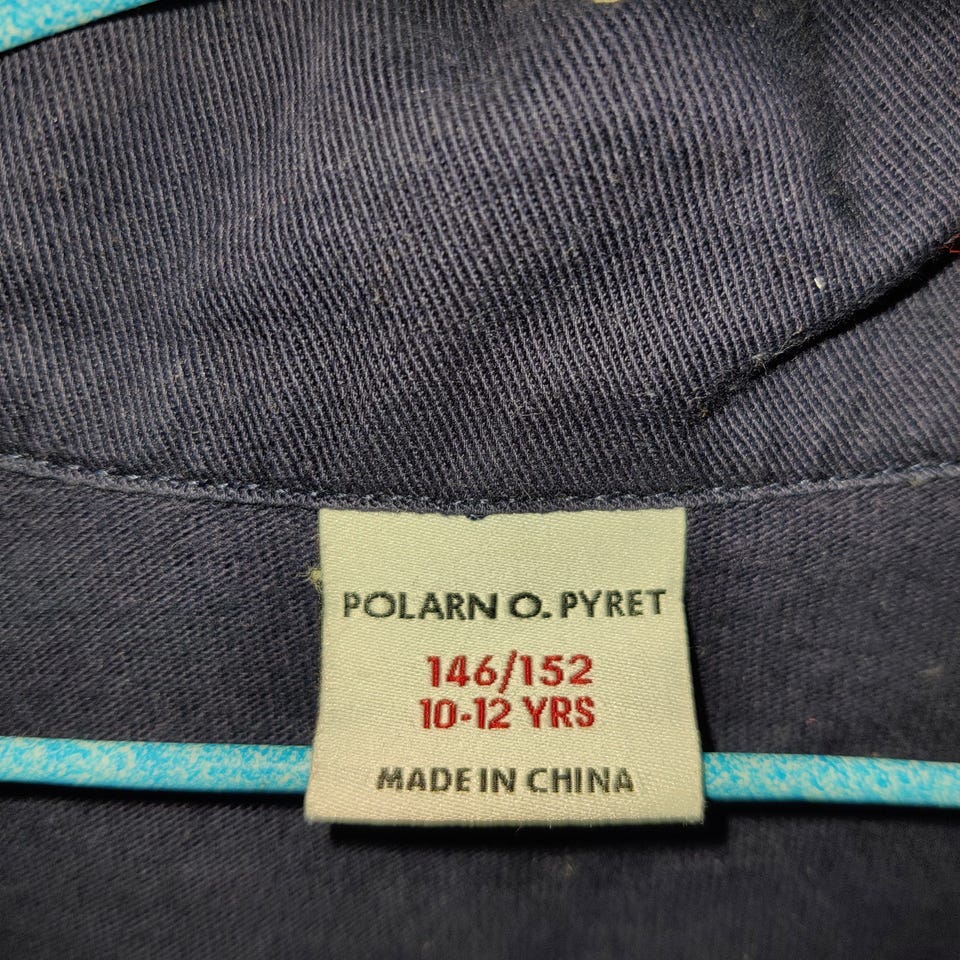 POLARN O. PYRET
146/152
10-12 YRS
MADE IN CHINA